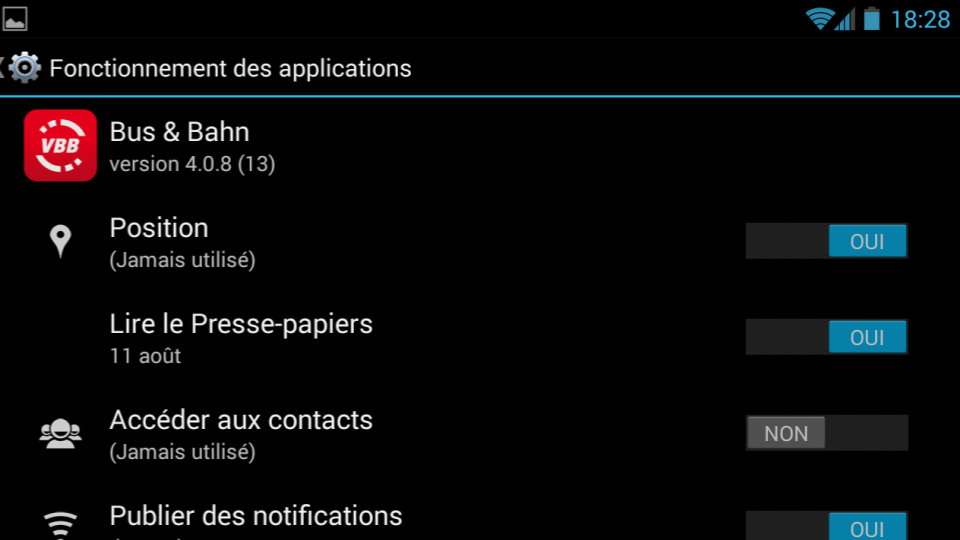 18:28
Fonctionnement des applications
VBB
Bus & Bahn
version 4.0.8 (13)
Position
(Jamais utilisé)
OUI
Lire le Presse-papiers
11 août
OUI
Accéder aux contacts
(Jamais utilisé)
NON
Publier des notifications
OUI